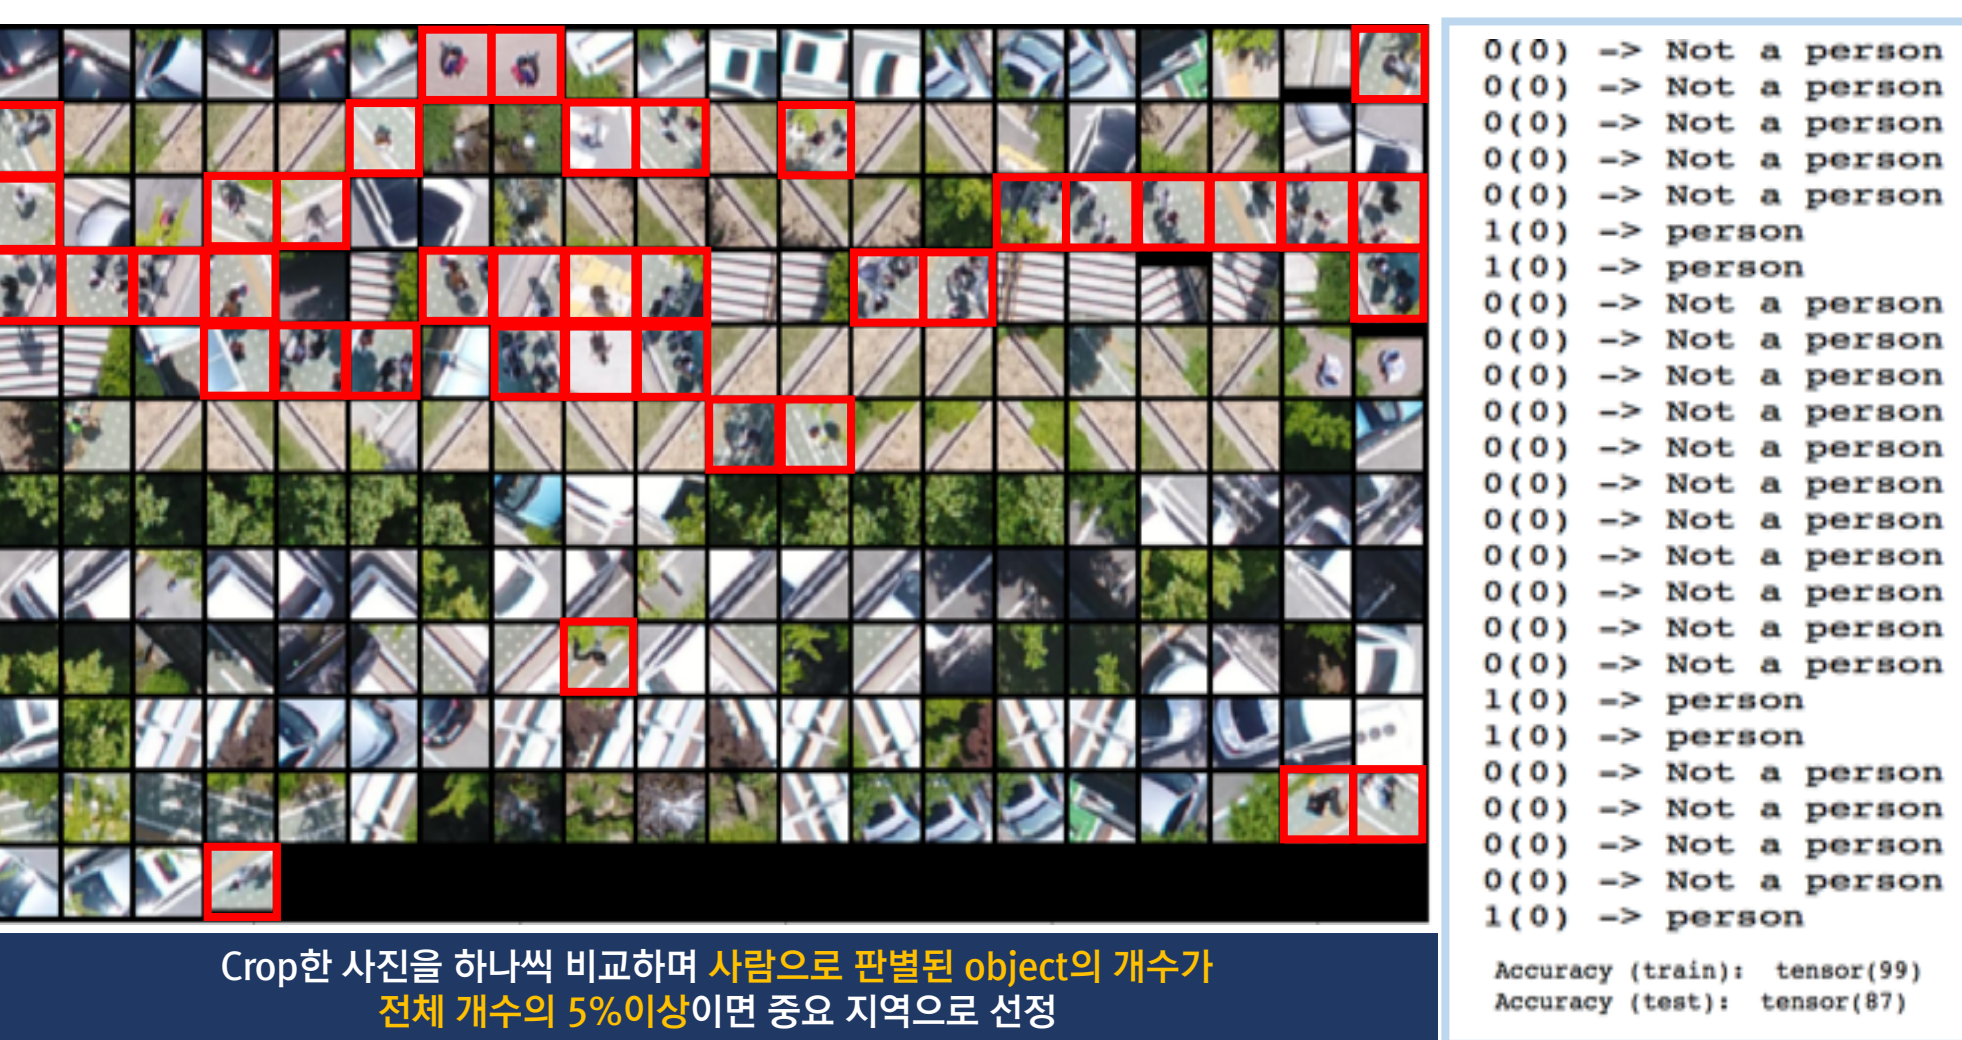 0(0) -> Not a person
0(0) -> Not a person
0(0) -> Not a person
0(0) -> Not a person
0(0) -> Not a person
1(0) -> person
1(0) -> person
0(0) -> Not a person
0(0) -> Not a person
0(0) -> Not a person
0(0) -> Not a person
0(0) -> Not a person
0(0) -> Not a person
0(0) -> Not a person
0(0) -> Not a person
0(0) -> Not a person
0(0) -> Not a person
0(0) -> Not a person
1(0) -> person
1(0) -> person
0(0) -> Not a person
0(0) -> Not a person
0(0) -> Not a person
0(0) -> Not a person
1(0) -> person
Accuracy (train): tensor(99)
Accuracy (test): tensor(87)
Crop한 사진을 하나씩 비교하며 사람으로 판별된 object의 개수가
전체 개수의 5%이상이면 중요 지역으로 선정